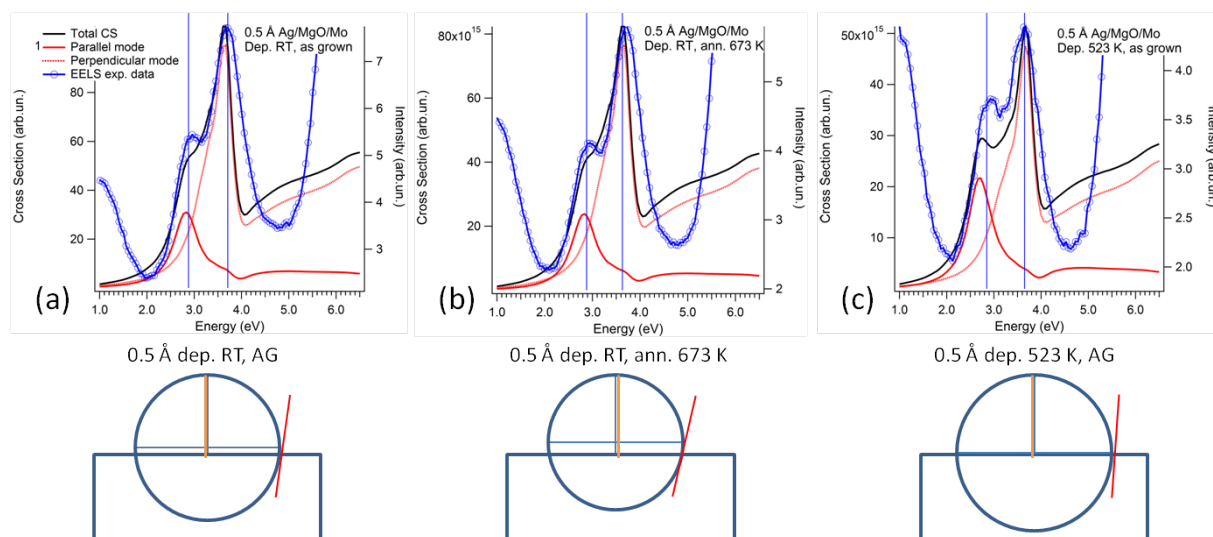 Total CS
Parallel mode
Perpendicular mode
EELS exp. data
0.5 Å Ag/MgO/Mo
Dep. RT, as grown
1
80
60
40
20
7
6
5
4
3
Cross Section (arb.un.)
Intensity (arb.un.)
1.0 2.0 3.0 4.0 5.0 6.0
Energy (eV)
(a)
0.5 Å Ag/MgO/Mo
Dep. RT, ann. 673 K
80x10¹⁵
60
40
20
5
4
3
2
Cross Section (arb.un.)
Intensity (arb.un.)
1.0 2.0 3.0 4.0 5.0 6.0
Energy (eV)
(b)
0.5 Å Ag/MgO/Mo
Dep. 523 K, as grown
50x10¹⁵
40
30
20
10
4.0
3.5
3.0
2.5
2.0
Cross Section (arb.un.)
Intensity (arb.un.)
1.0 2.0 3.0 4.0 5.0 6.0
Energy (eV)
(c)
0.5 Å dep. RT, AG
0.5 Å dep. RT, ann. 673 K
0.5 Å dep. 523 K, AG